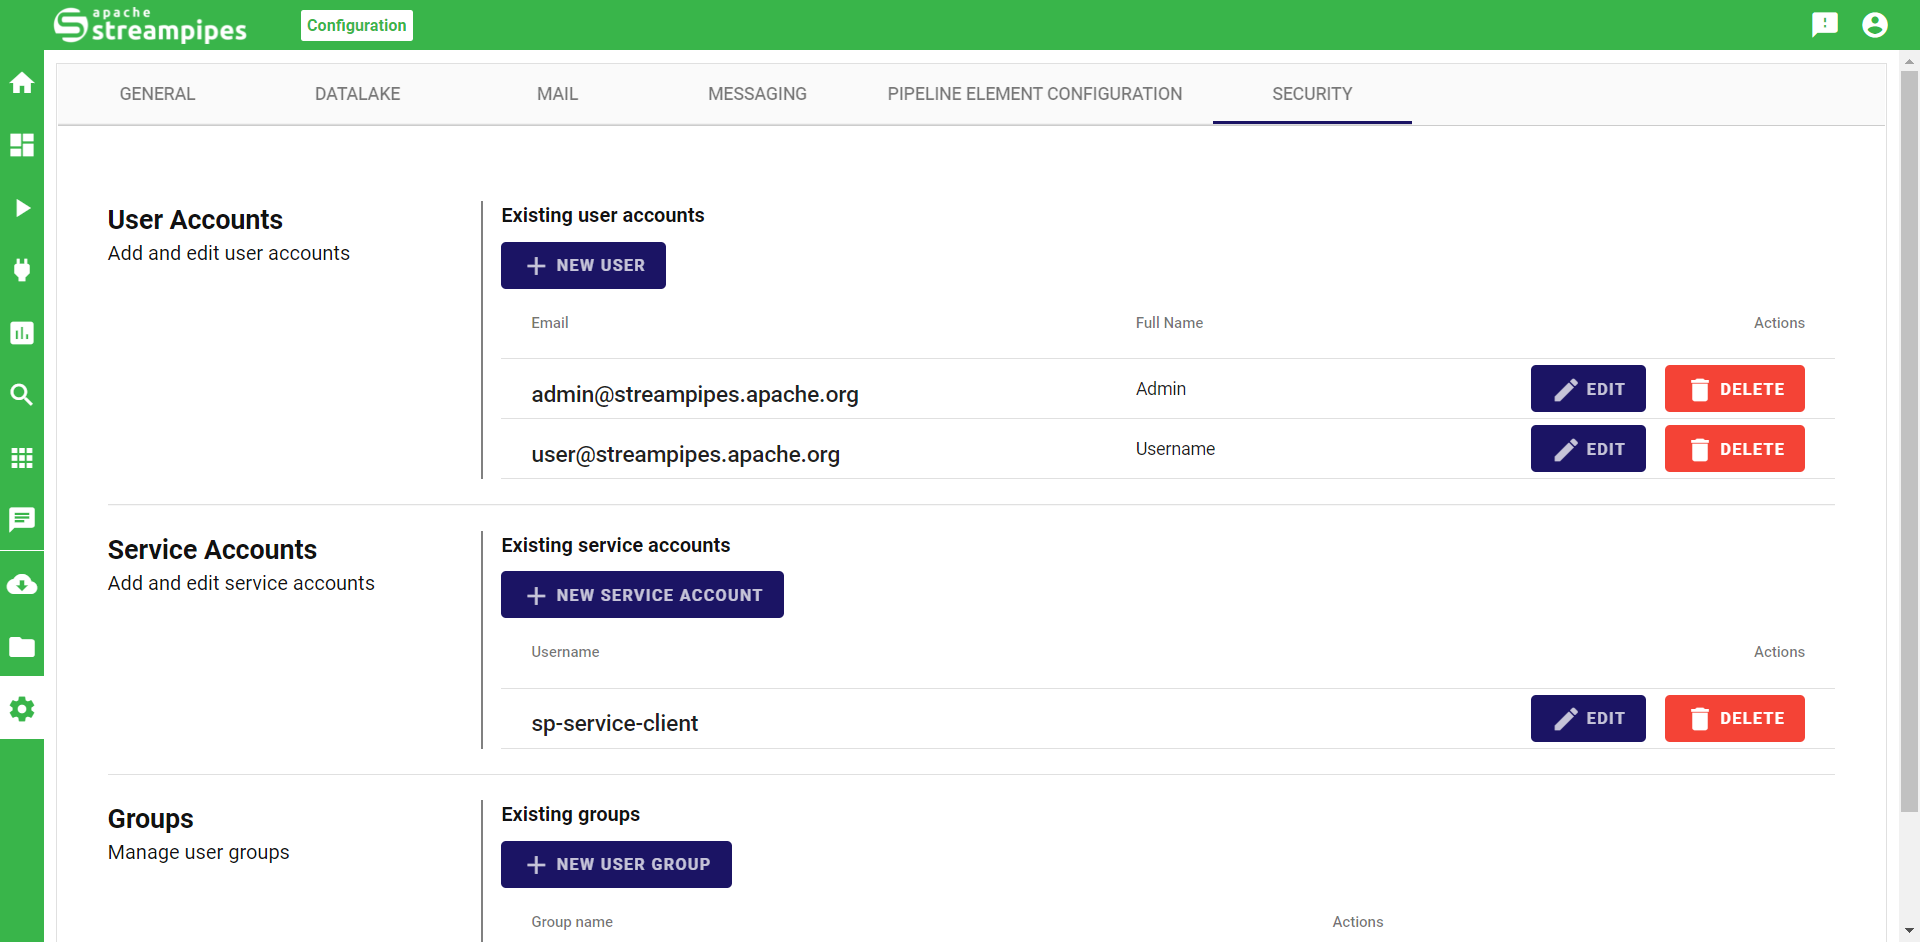 apache
streampipes
Configuration
GENERAL DATALAKE MAIL MESSAGING PIPELINE ELEMENT CONFIGURATION SECURITY
User Accounts
Add and edit user accounts
Existing user accounts
NEW USER
Email Full Name Actions
admin@streampipes.apache.org Admin EDIT DELETE
user@streampipes.apache.org Username EDIT DELETE
Service Accounts
Add and edit service accounts
Existing service accounts
NEW SERVICE ACCOUNT
Username Actions
sp-service-client EDIT DELETE
Groups
Manage user groups
Existing groups
NEW USER GROUP
Group name Actions